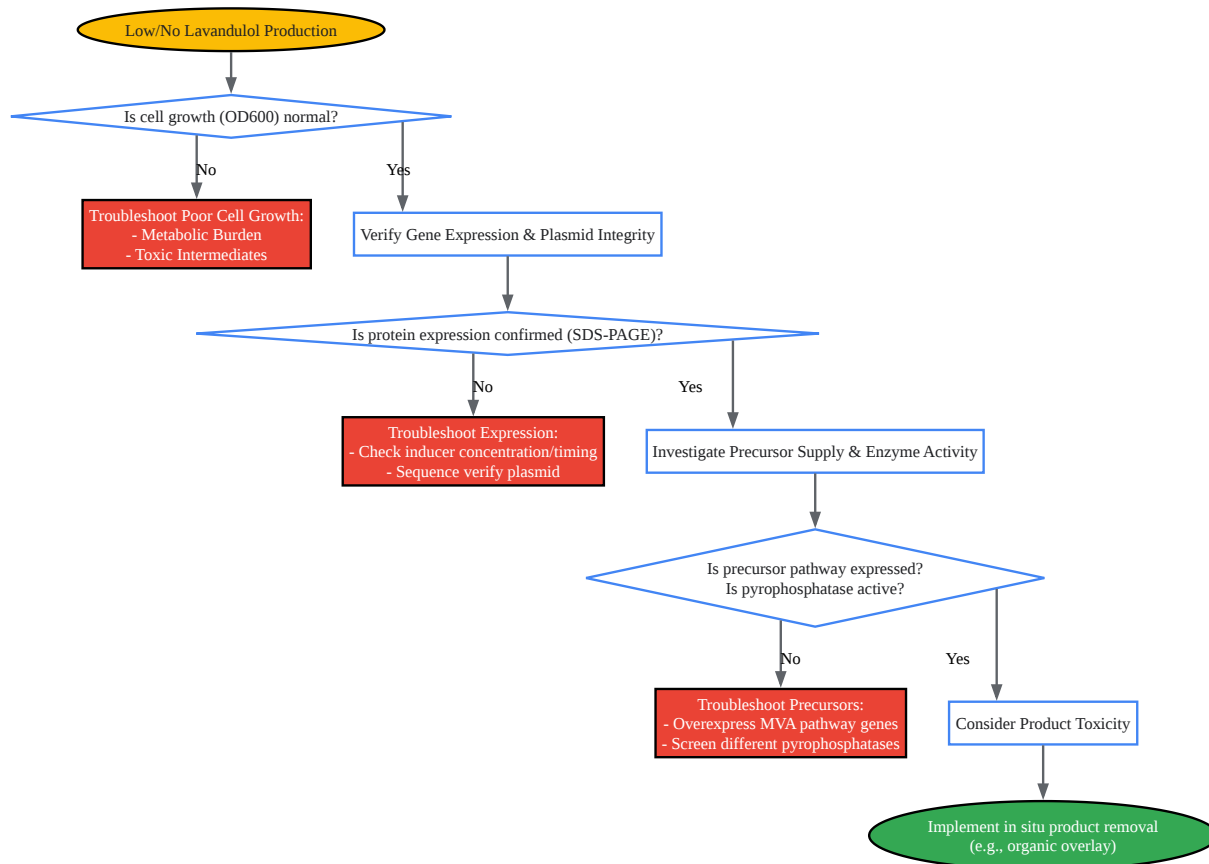 Low/No Lavandulol Production
Is cell growth (OD600) normal?
No
Yes
Troubleshoot Poor Cell Growth:
- Metabolic Burden
- Toxic Intermediates
Verify Gene Expression & Plasmid Integrity
Is protein expression confirmed (SDS-PAGE)?
No
Yes
Troubleshoot Expression:
- Check inducer concentration/timing
- Sequence verify plasmid
Investigate Precursor Supply & Enzyme Activity
Is precursor pathway expressed?
Is pyrophosphatase active?
No
Yes
Troubleshoot Precursors:
- Overexpress MVA pathway genes
- Screen different pyrophosphatases
Consider Product Toxicity
Implement in situ product removal
(e.g., organic overlay)